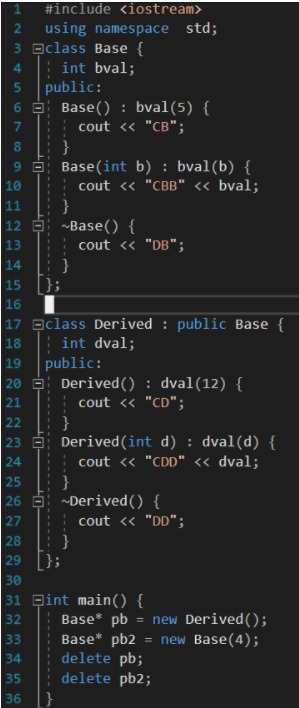 1 #include <iostream>
2 using namespace std;
3 class Base {
4 int bval;
5 public:
6 Base() : bval(5) {
7 cout << "CB";
8 }
9 Base(int b) : bval(b) {
10 cout << "CBB" << bval;
11 }
12 ~Base() {
13 cout << "DB";
14 }
15 };
16
17 class Derived : public Base {
18 int dval;
19 public:
20 Derived() : dval(12) {
21 cout << "CD";
22 }
23 Derived(int d) : dval(d) {
24 cout << "CDD" << dval;
25 }
26 ~Derived() {
27 cout << "DD";
28 }
29 };
30
31 int main() {
32 Base* pb = new Derived();
33 Base* pb2 = new Base(4);
34 delete pb;
35 delete pb2;
36 }